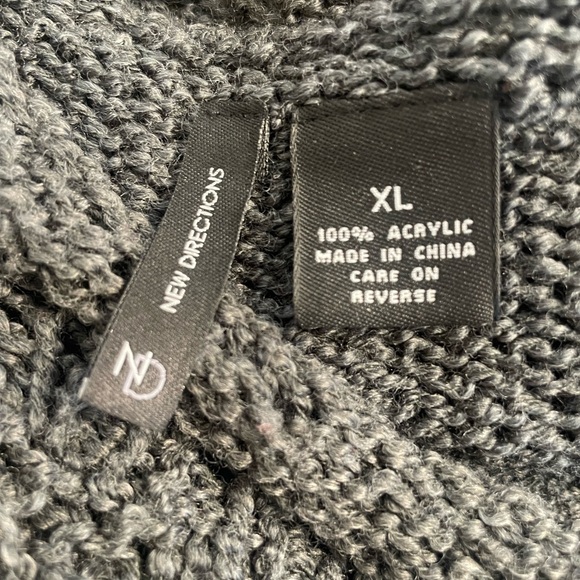 NEW DIRECTIONS
ND
XL
100% ACRYLIC
MADE IN CHINA
CARE ON
REVERSE